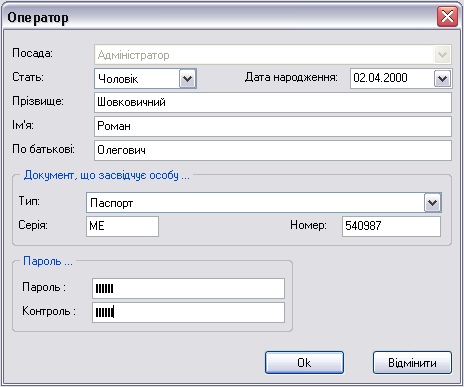 Оператор
Посада: Адміністратор
Стать: Чоловік Дата народження: 02.04.2000
Прізвище: Шовковичний
Ім'я: Роман
По батькові: Олегович
Документ, що засвідчує особу ...
Тип: Паспорт
Серія: МЕ Номер: 540987
Пароль ...
Пароль :
Контроль :
Ok Відмінити